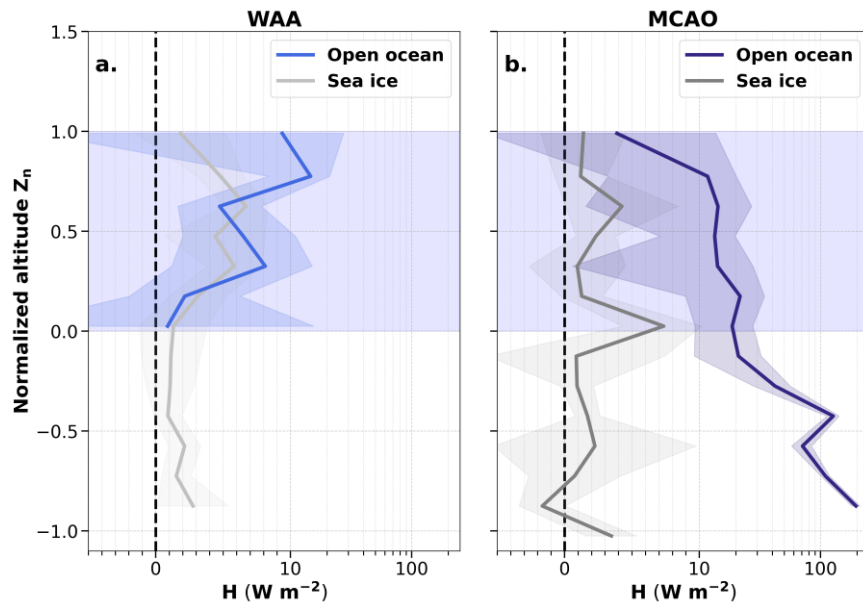 WAA
MCAO
a.
Open ocean
Sea ice
b.
Open ocean
Sea ice
Normalized altitude Zn
1.5
1.0
0.5
0.0
−0.5
−1.0
0
10
100
0
10
100
H (W m−2)
H (W m−2)